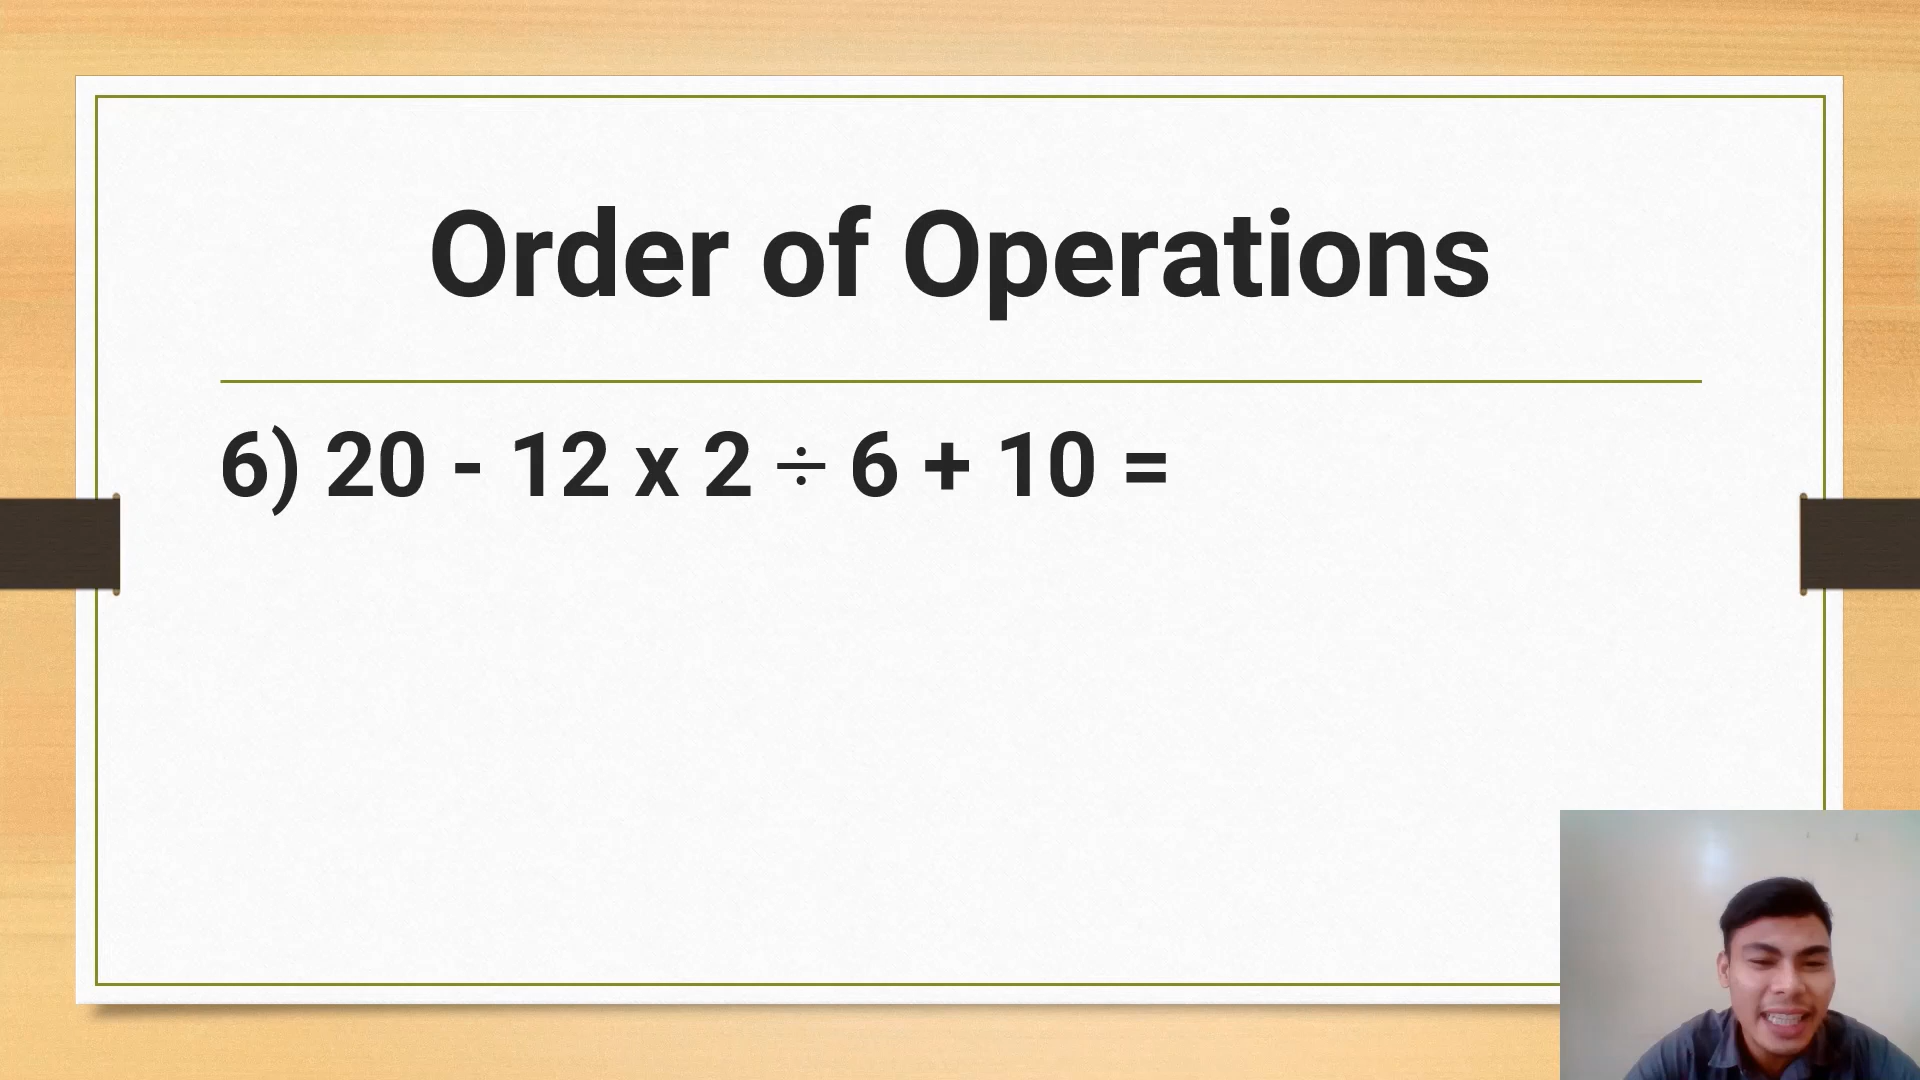 Order of Operations
6) 20 - 12 x 2 ÷ 6 + 10 =